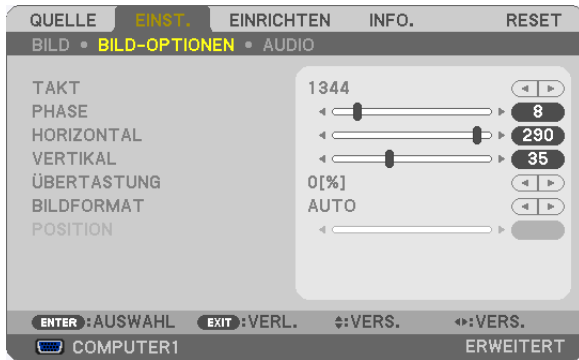 QUELLE EINST. EINRICHTEN INFO. RESET
BILD • BILD-OPTIONEN • AUDIO
TAKT 1344
PHASE 8
HORIZONTAL 290
VERTIKAL 35
ÜBERTASTUNG 0[%]
BILDFORMAT AUTO
POSITION
ENTER :AUSWAHL EXIT :VERL. :VERS. :VERS.
COMPUTER1 ERWEITERT